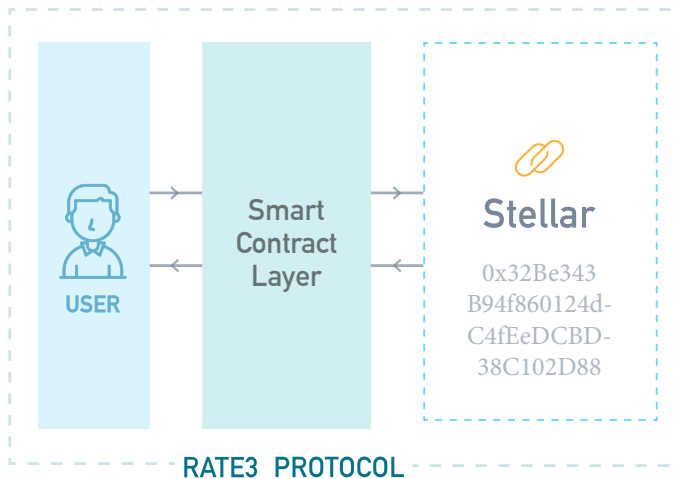 USER
Smart
Contract
Layer
Stellar
0x32Be343
B94f860124d-
C4fEeDCBD-
38C102D88
RATE3 PROTOCOL